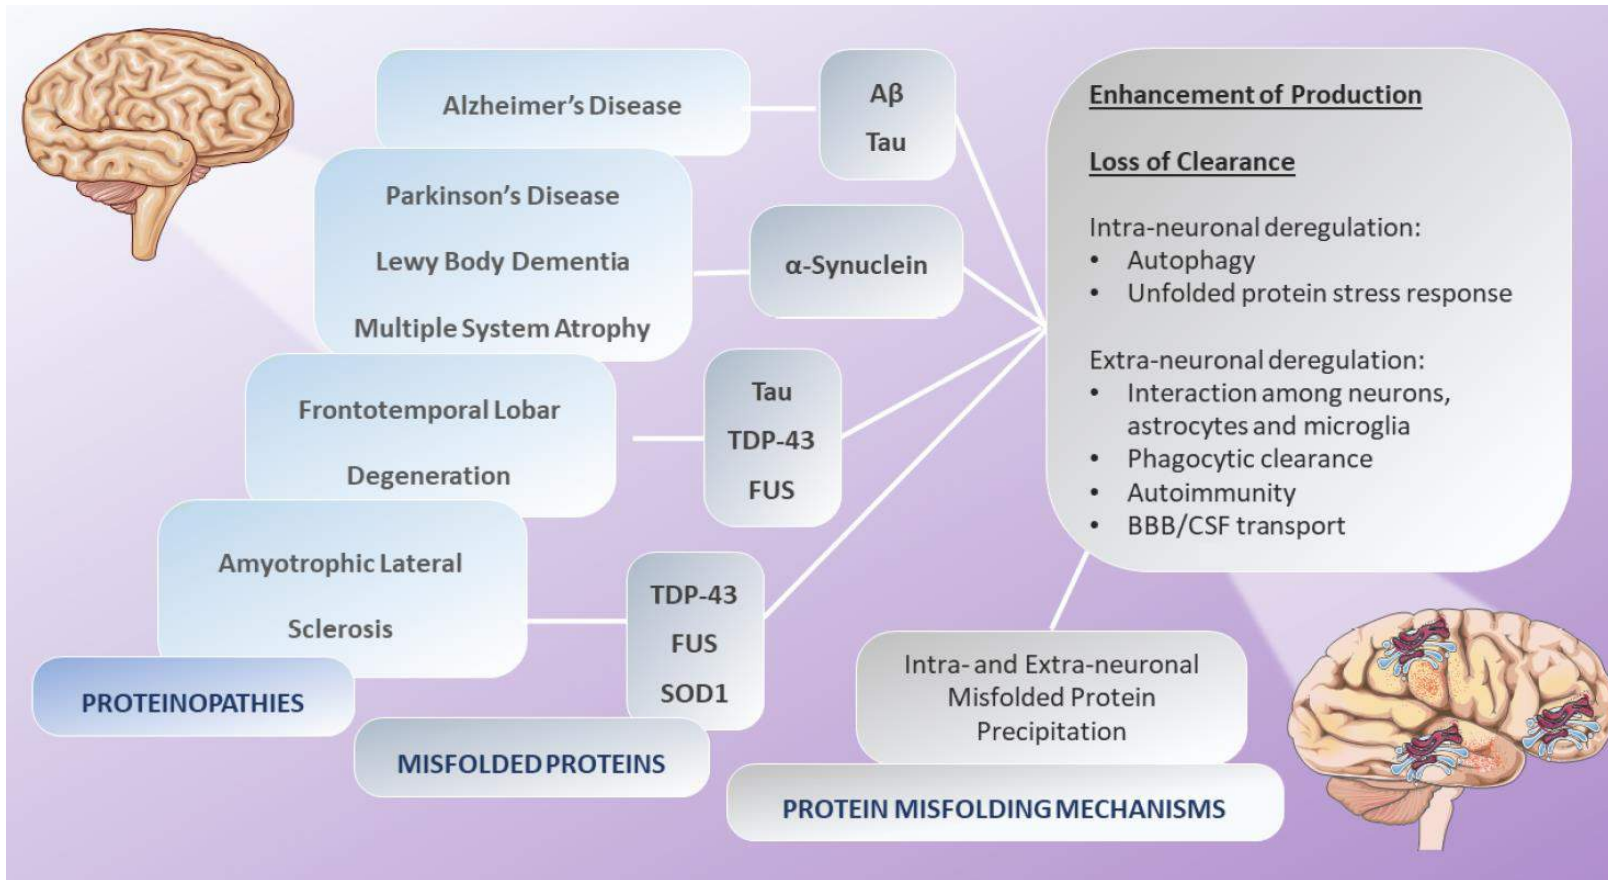 Alzheimer's Disease
Aβ
Tau
Parkinson's Disease
Lewy Body Dementia
Multiple System Atrophy
α-Synuclein
Frontotemporal Lobar
Degeneration
Tau
TDP-43
FUS
Amyotrophic Lateral
Sclerosis
TDP-43
FUS
SOD1
PROTEINOPATHIES
MISFOLDED PROTEINS
Enhancement of Production
Loss of Clearance
Intra-neuronal deregulation:
• Autophagy
• Unfolded protein stress response
Extra-neuronal deregulation:
• Interaction among neurons,
astrocytes and microglia
• Phagocytic clearance
• Autoimmunity
• BBB/CSF transport
Intra- and Extra-neuronal
Misfolded Protein
Precipitation
PROTEIN MISFOLDING MECHANISMS